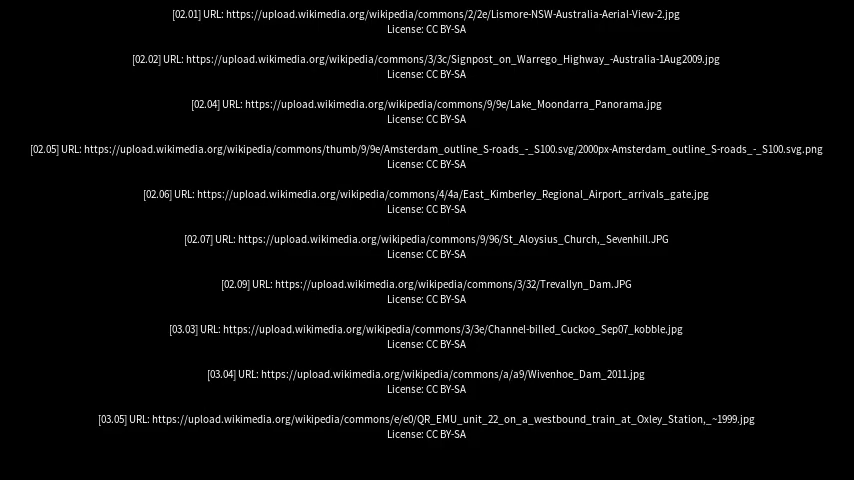 [02.01] URL: https://upload.wikimedia.org/wikipedia/commons/2/2e/Lismore-NSW-Australia-Aerial-View-2.jpg
License: CC BY-SA
[02.02] URL: https://upload.wikimedia.org/wikipedia/commons/3/3c/Signpost_on_Warrego_Highway_-Australia-1Aug2009.jpg
License: CC BY-SA
[02.04] URL: https://upload.wikimedia.org/wikipedia/commons/9/9e/Lake_Moondarra_Panorama.jpg
License: CC BY-SA
[02.05] URL: https://upload.wikimedia.org/wikipedia/commons/thumb/9/9e/Amsterdam_outline_S-roads_-_S100.svg/2000px-Amsterdam_outline_S-roads_-_S100.svg.png
License: CC BY-SA
[02.06] URL: https://upload.wikimedia.org/wikipedia/commons/4/4a/East_Kimberley_Regional_Airport_arrivals_gate.jpg
License: CC BY-SA
[02.07] URL: https://upload.wikimedia.org/wikipedia/commons/9/96/St_Aloysius_Church,_Sevenhill.JPG
License: CC BY-SA
[02.09] URL: https://upload.wikimedia.org/wikipedia/commons/3/32/Trevallyn_Dam.JPG
License: CC BY-SA
[03.03] URL: https://upload.wikimedia.org/wikipedia/commons/3/3e/Channel-billed_Cuckoo_Sep07_kobble.jpg
License: CC BY-SA
[03.04] URL: https://upload.wikimedia.org/wikipedia/commons/a/a9/Wivenhoe_Dam_2011.jpg
License: CC BY-SA
[03.05] URL: https://upload.wikimedia.org/wikipedia/commons/e/e0/QR_EMU_unit_22_on_a_westbound_train_at_Oxley_Station,_~1999.jpg
License: CC BY-SA